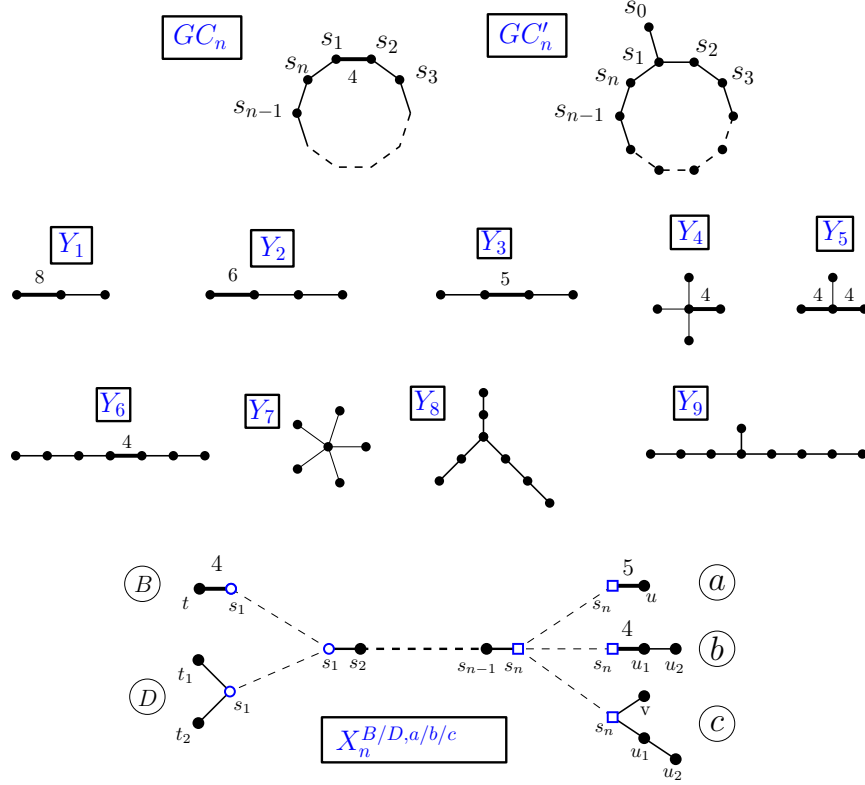 GC_n GC'_n
s_0
s_1 s_2 s_1 s_2
s_n 4 s_3 s_n s_3
s_{n-1} s_{n-1}
Y_1 Y_2 Y_3 Y_4 Y_5
8 6 5 4 4 4
Y_6 Y_7 Y_8 Y_9
4
B 4 5 a
t s_1 s_n u
4 b
s_1 s_2 s_{n-1} s_n s_n u_1 u_2
D t_1 s_1 s_n v c
t_2 u_1 u_2
X_n^{B/D,a/b/c}